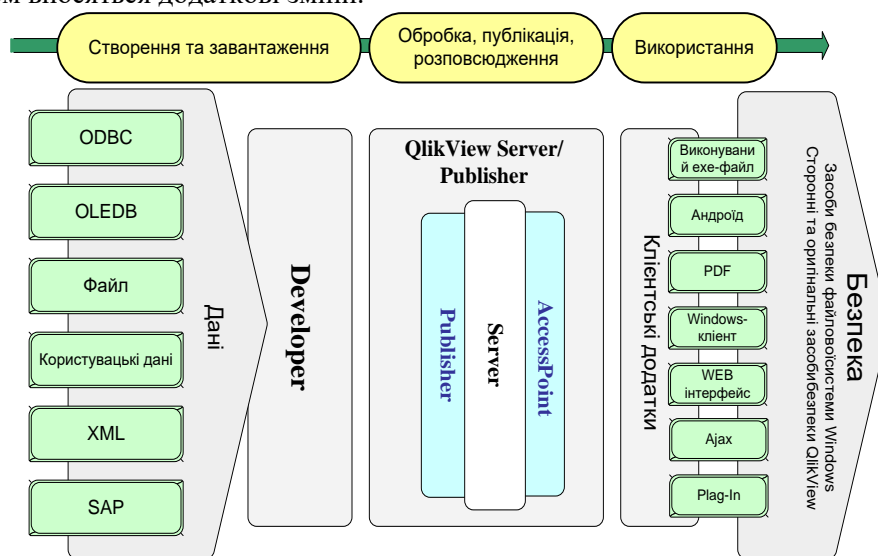 вносяться додаткові зміни.
Створення та завантаження
Обробка, публікація,
розповсюдження
Використання
ODBC
OLEDB
Файл
Користувацькі дані
XML
SAP
Дані
Developer
QlikView Server/
Publisher
Publisher
Server
AccessPoint
Клієнтські додатки
Виконувани
й exe-файл
Андроїд
PDF
Windows-
клієнт
WEB
інтерфейс
Ajax
Plag-In
Безпека
Засоби безпеки файловоїсистеми Windows
Сторонні та оригінальні засобибезпеки QlikView